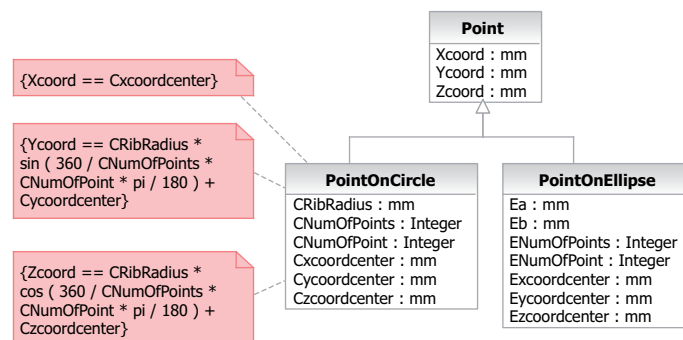 Point
Xcoord : mm
Ycoord : mm
Zcoord : mm
{Xcoord == Cxcoordcenter}
{Ycoord == CRibRadius *
sin ( 360 / CNumOfPoints *
CNumOfPoint * pi / 180 ) +
Cycoordcenter}
{Zcoord == CRibRadius *
cos ( 360 / CNumOfPoints *
CNumOfPoint * pi / 180 ) +
Czcoordcenter}
PointOnCircle
CRibRadius : mm
CNumOfPoints : Integer
CNumOfPoint : Integer
Cxcoordcenter : mm
Cycoordcenter : mm
Czcoordcenter : mm
PointOnEllipse
Ea : mm
Eb : mm
ENumOfPoints : Integer
ENumOfPoint : Integer
Excoordcenter : mm
Eycoordcenter : mm
Ezcoordcenter : mm